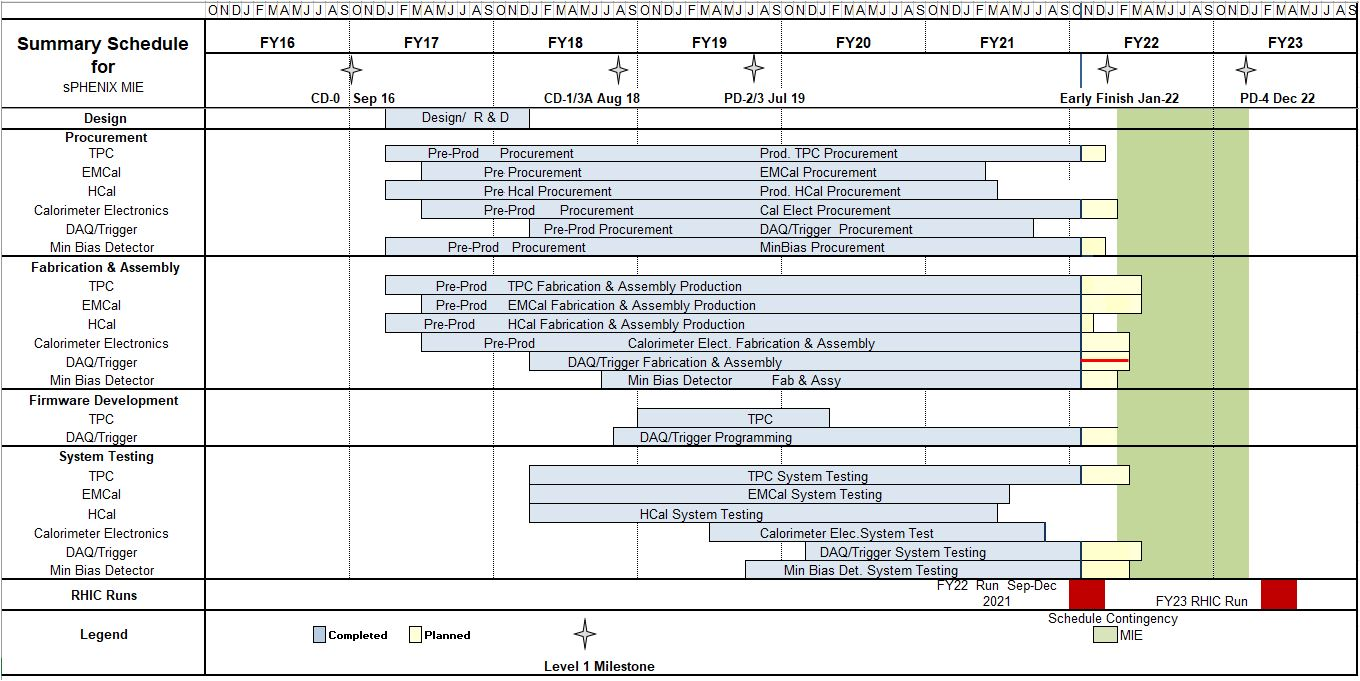 O N D J F M A M J J A S O N D J F M A M J J A S O N D J F M A M J J A S O N D J F M A M J J A S O N D J F M A M J J A S O N D J F M A M J J A S O N D J F M A M J J A S O N D J F M A M J J A S
Summary Schedule
for
sPHENIX MIE
FY16 FY17 FY18 FY19 FY20 FY21 FY22 FY23
CD-0 Sep 16 CD-1/3A Aug 18 PD-2/3 Jul 19 Early Finish Jan-22 PD-4 Dec 22
Design Design/ R & D
Procurement
TPC Pre-Prod Procurement Prod. TPC Procurement
EMCal Pre Procurement EMCal Procurement
HCal Pre Hcal Procurement Prod. HCal Procurement
Calorimeter Electronics Pre-Prod Procurement Cal Elect Procurement
DAQ/Trigger Pre-Prod Procurement DAQ/Trigger Procurement
Min Bias Detector Pre-Prod Procurement MinBias Procurement
Fabrication & Assembly
TPC Pre-Prod TPC Fabrication & Assembly Production
EMCal Pre-Prod EMCal Fabrication & Assembly Production
HCal Pre-Prod HCal Fabrication & Assembly Production
Calorimeter Electronics Pre-Prod Calorimeter Elect. Fabrication & Assembly
DAQ/Trigger DAQ/Trigger Fabrication & Assembly
Min Bias Detector Min Bias Detector Fab & Assy
Firmware Development
TPC TPC
DAQ/Trigger DAQ/Trigger Programming
System Testing
TPC TPC System Testing
EMCal EMCal System Testing
HCal HCal System Testing
Calorimeter Electronics Calorimeter Elec.System Test
DAQ/Trigger DAQ/Trigger System Testing
Min Bias Detector Min Bias Det. System Testing
RHIC Runs FY22 Run Sep-Dec
2021 FY23 RHIC Run
Schedule Contingency
Legend Completed Planned MIE
Level 1 Milestone